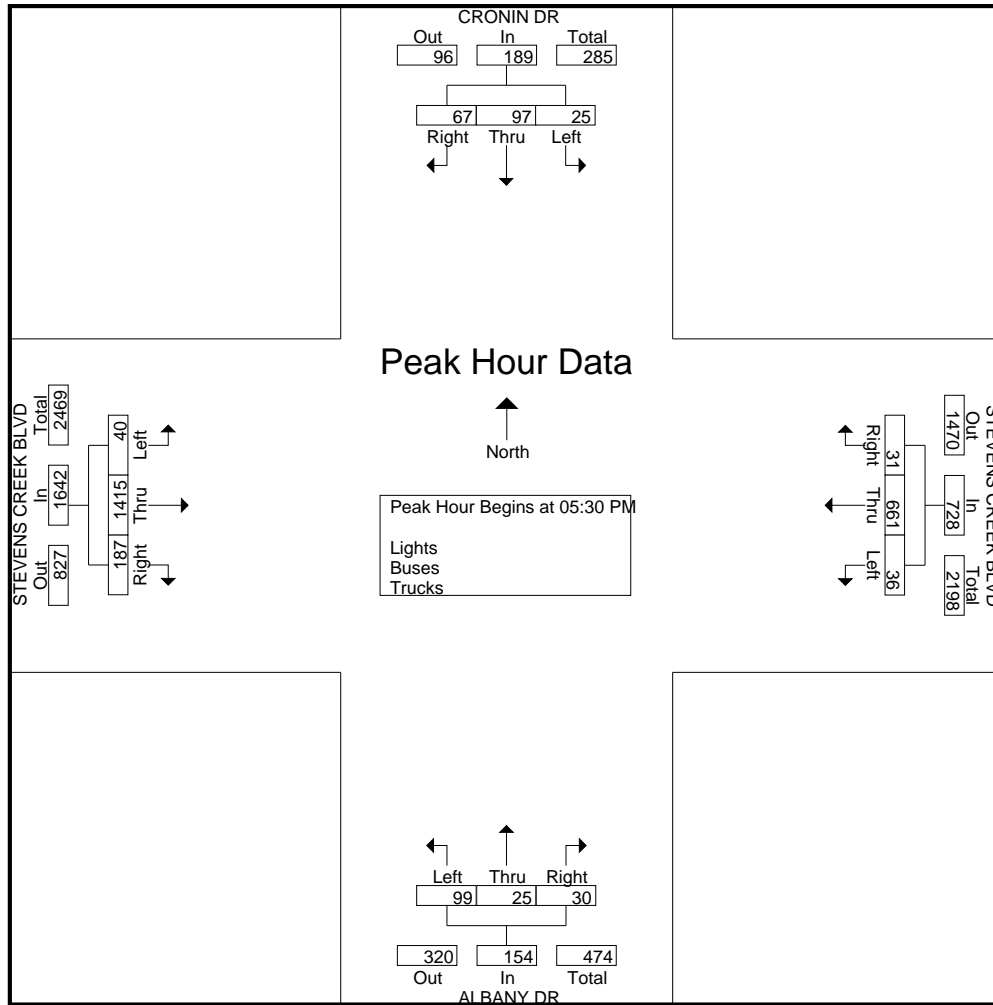 CRONIN DR
Out In Total
96 189 285
67 97 25
Right Thru Left
Peak Hour Data
North
Peak Hour Begins at 05:30 PM
Lights
Buses
Trucks
STEVENS CREEK BLVD
Out In Total
827 1642 2469
187 1415 40
Right Thru Left
STEVENS CREEK BLVD
Out In Total
1470 728 2198
31 661 36
Right Thru Left
Left Thru Right
99 25 30
320 154 474
Out In Total
ALBANY DR